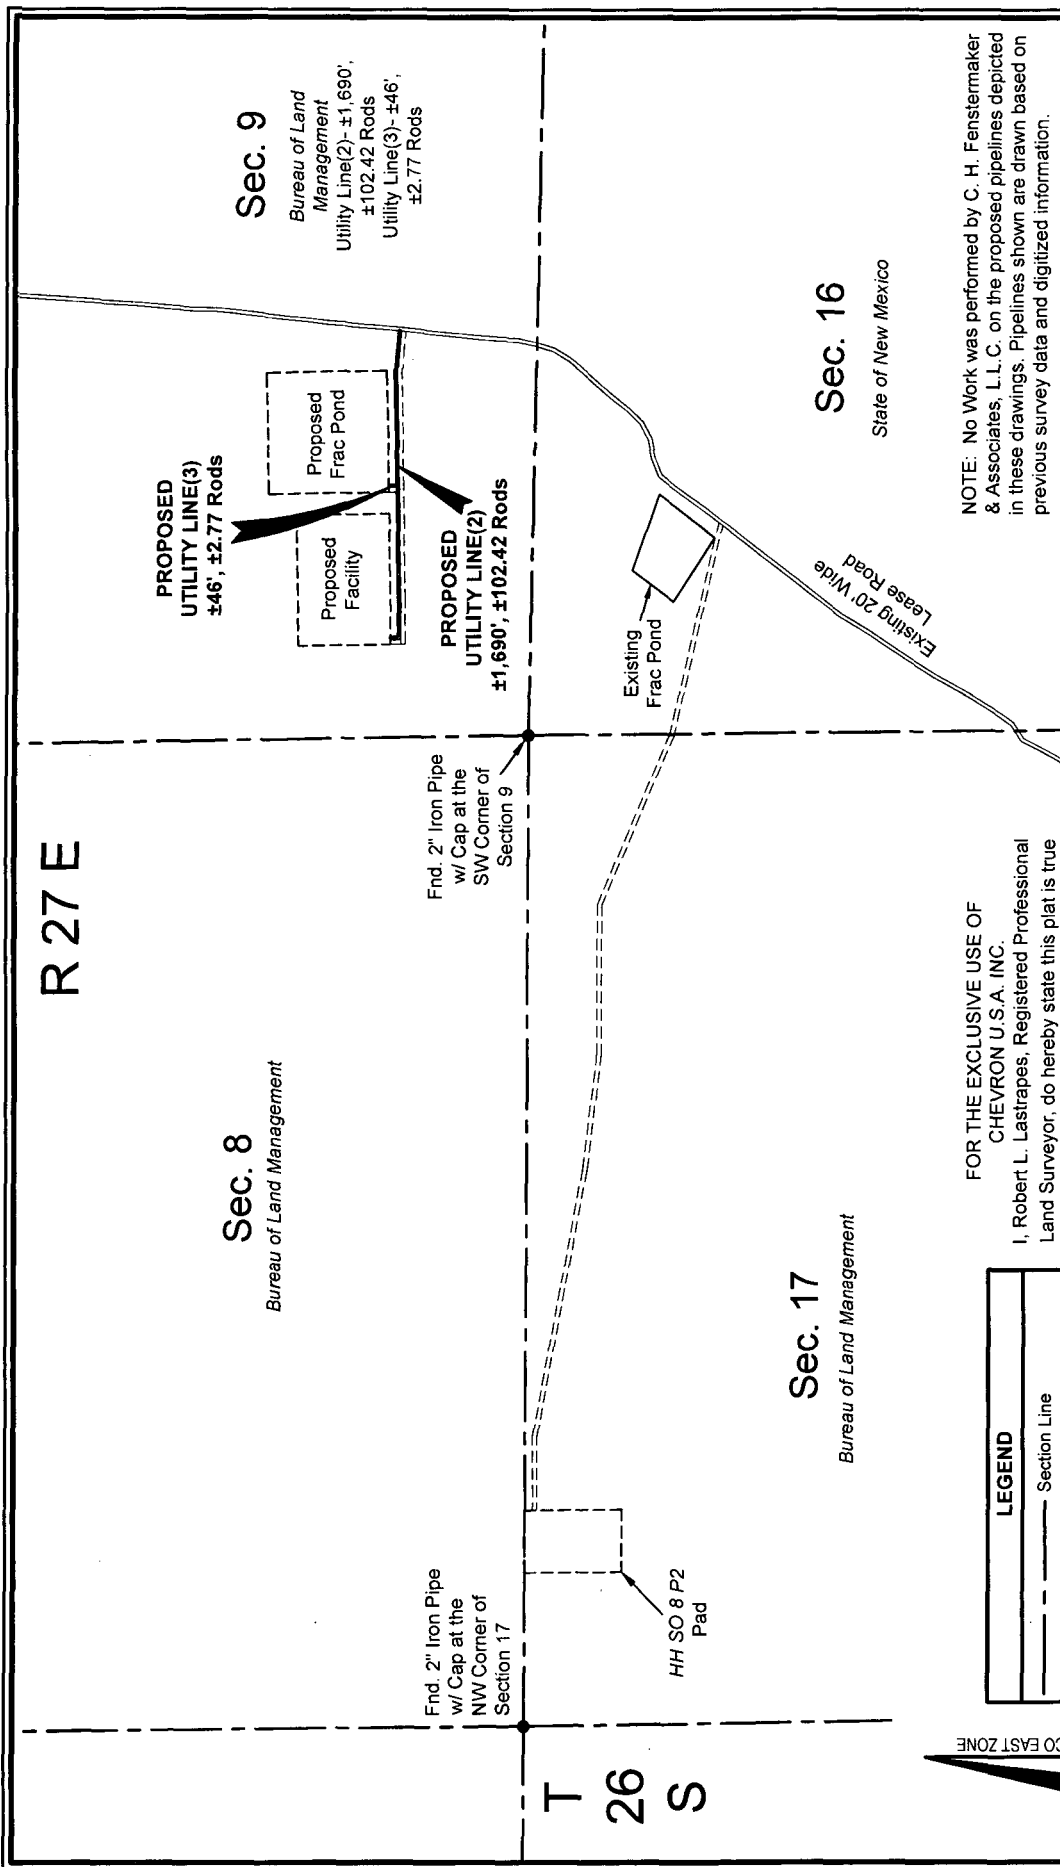 R 27 E
Sec. 8
Bureau of Land Management
Sec. 9
Bureau of Land
Management
Utility Line(2)- ±1,690',
±102.42 Rods
Utility Line(3)- ±46',
±2.77 Rods
PROPOSED
UTILITY LINE(3)
±46', ±2.77 Rods
Proposed
Facility
Proposed
Frac Pond
PROPOSED
UTILITY LINE(2)
±1,690', ±102.42 Rods
Fnd. 2" Iron Pipe
w/ Cap at the
NW Corner of
Section 17
Fnd. 2" Iron Pipe
w/ Cap at the
SW Corner of
Section 9
T
26
S
HH SO 8 P2
Pad
Existing
Frac Pond
Sec. 17
Bureau of Land Management
Sec. 16
State of New Mexico
Existing 20' Wide
Lease Road
CO EAST ZONE
LEGEND
Section Line
FOR THE EXCLUSIVE USE OF
CHEVRON U.S.A. INC.
I, Robert L. Lastrapes, Registered Professional
Land Surveyor, do hereby state this plat is true
NOTE: No Work was performed by C. H. Fenstermaker
& Associates, L.L.C. on the proposed pipelines depicted
in these drawings. Pipelines shown are drawn based on
previous survey data and digitized information.